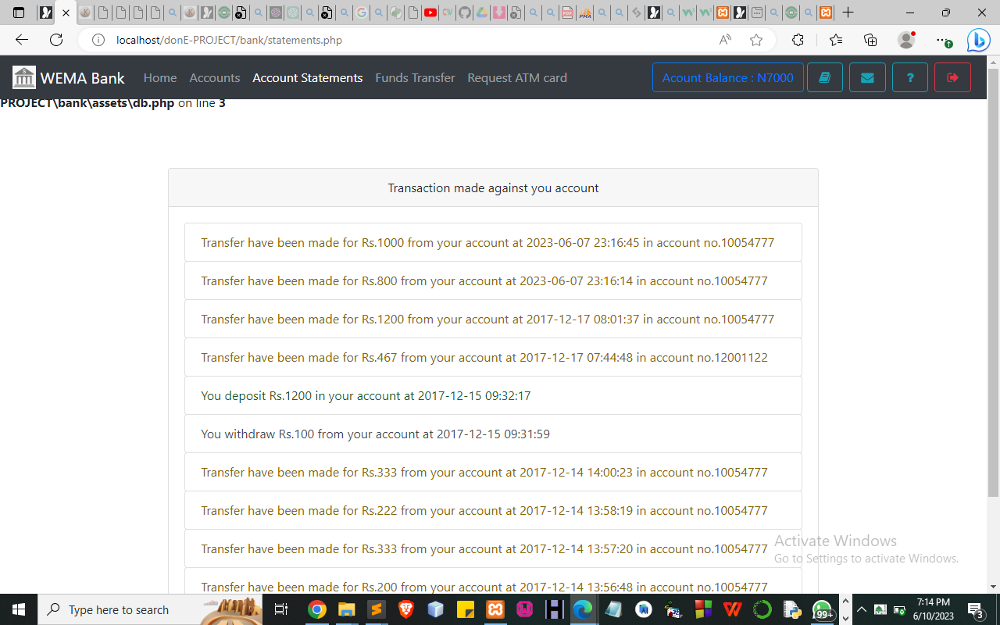 localhost/donE-PROJECT/bank/statements.php
WEMA Bank Home Accounts Account Statements Funds Transfer Request ATM card Acount Balance : N7000 ?
PROJECT\bank\assets\db.php on line 3
Transaction made against you account
Transfer have been made for Rs.1000 from your account at 2023-06-07 23:16:45 in account no.10054777
Transfer have been made for Rs.800 from your account at 2023-06-07 23:16:14 in account no.10054777
Transfer have been made for Rs.1200 from your account at 2017-12-17 08:01:37 in account no.10054777
Transfer have been made for Rs.467 from your account at 2017-12-17 07:44:48 in account no.12001122
You deposit Rs.1200 in your account at 2017-12-15 09:32:17
You withdraw Rs.100 from your account at 2017-12-15 09:31:59
Transfer have been made for Rs.333 from your account at 2017-12-14 14:00:23 in account no.10054777
Transfer have been made for Rs.222 from your account at 2017-12-14 13:58:19 in account no.10054777
Transfer have been made for Rs.333 from your account at 2017-12-14 13:57:20 in account no.10054777
Transfer have been made for Rs.200 from your account at 2017-12-14 13:56:48 in account no.10054777
Activate Windows
Go to Settings to activate Windows.
Type here to search
99+
7:14 PM
6/10/2023
3